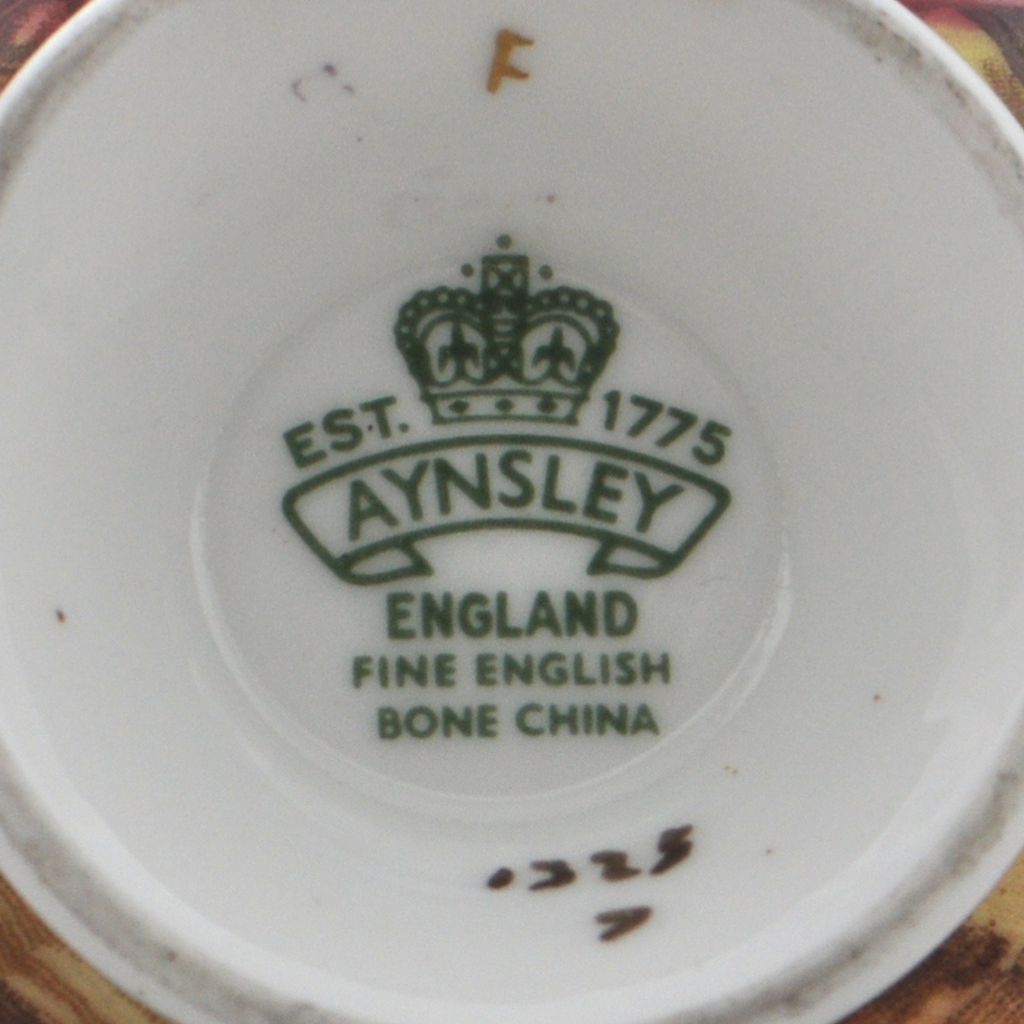 F
EST. 1775
AYNSLEY
ENGLAND
FINE ENGLISH
BONE CHINA